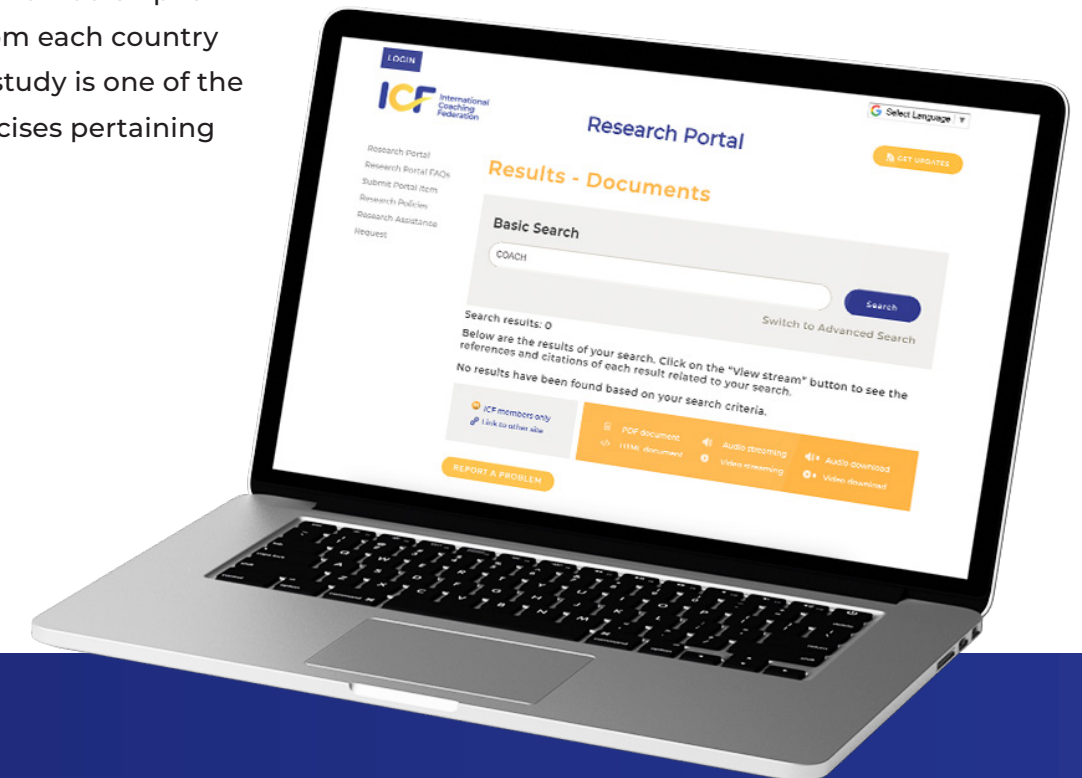 om each country
study is one of the
cises pertaining
LOGIN
ICF International
Coaching
Federation
Research Portal
Select Language
GET UPDATES
Research Portal
Research Portal FAQs
Submit Portal Item
Research Policies
Research Assistance
Request
Results - Documents
Basic Search
COACH
Search
Switch to Advanced Search
Search results: 0
Below are the results of your search. Click on the "View stream" button to see the
references and citations of each result related to your search.
No results have been found based on your search criteria.
ICF members only
Link to other site
PDF document
HTML document
Audio streaming
Video streaming
Audio download
Video download
REPORT A PROBLEM